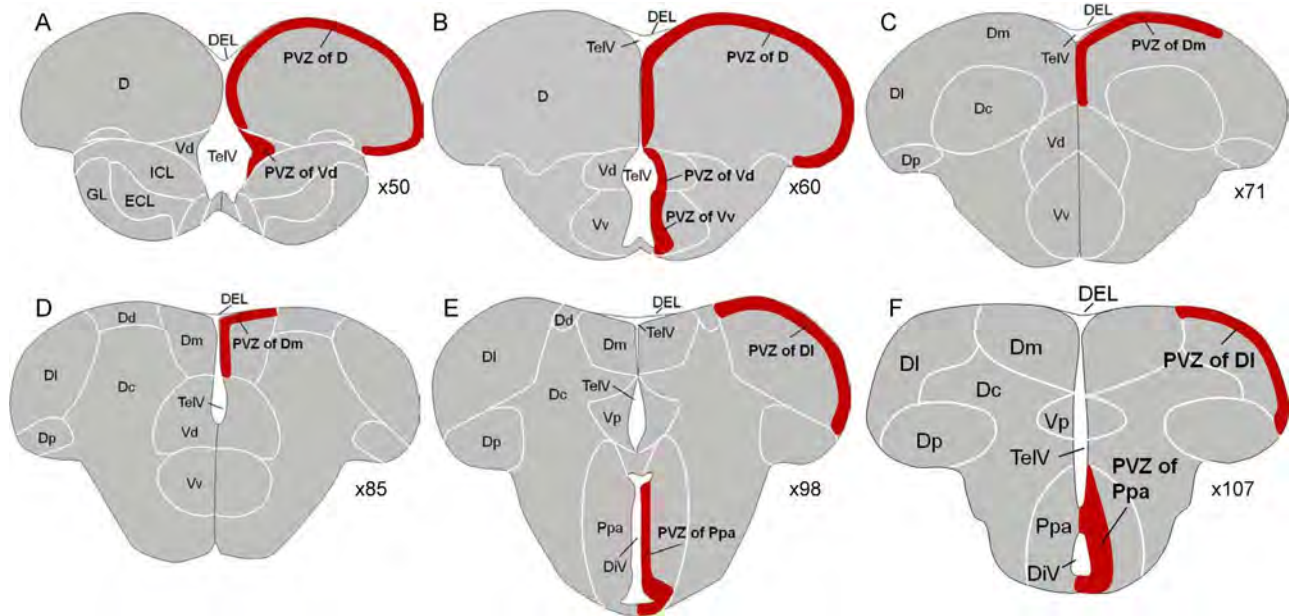 A
DEL
PVZ of D
D
Vd
TelV
ICL
PVZ of Vd
GL
ECL
x50
B
DEL
TelV
PVZ of D
D
Vd
TelV
PVZ of Vd
x60
PVZ of Vv
Vv
C
DEL
Dm
TelV
PVZ of Dm
Dl
Dc
Vd
Dp
x71
Vv
D
DEL
Dd
Dm
PVZ of Dm
Dl
Dc
TelV
Vd
Dp
Vv
x85
E
DEL
Dd
TelV
Dm
PVZ of Dl
Dl
Dc
TelV
Vp
Dp
x98
Ppa
PVZ of Ppa
DiV
F
DEL
Dm
PVZ of Dl
Dl
Dc
Vp
Dp
TelV
PVZ of
Ppa
x107
Ppa
DiV